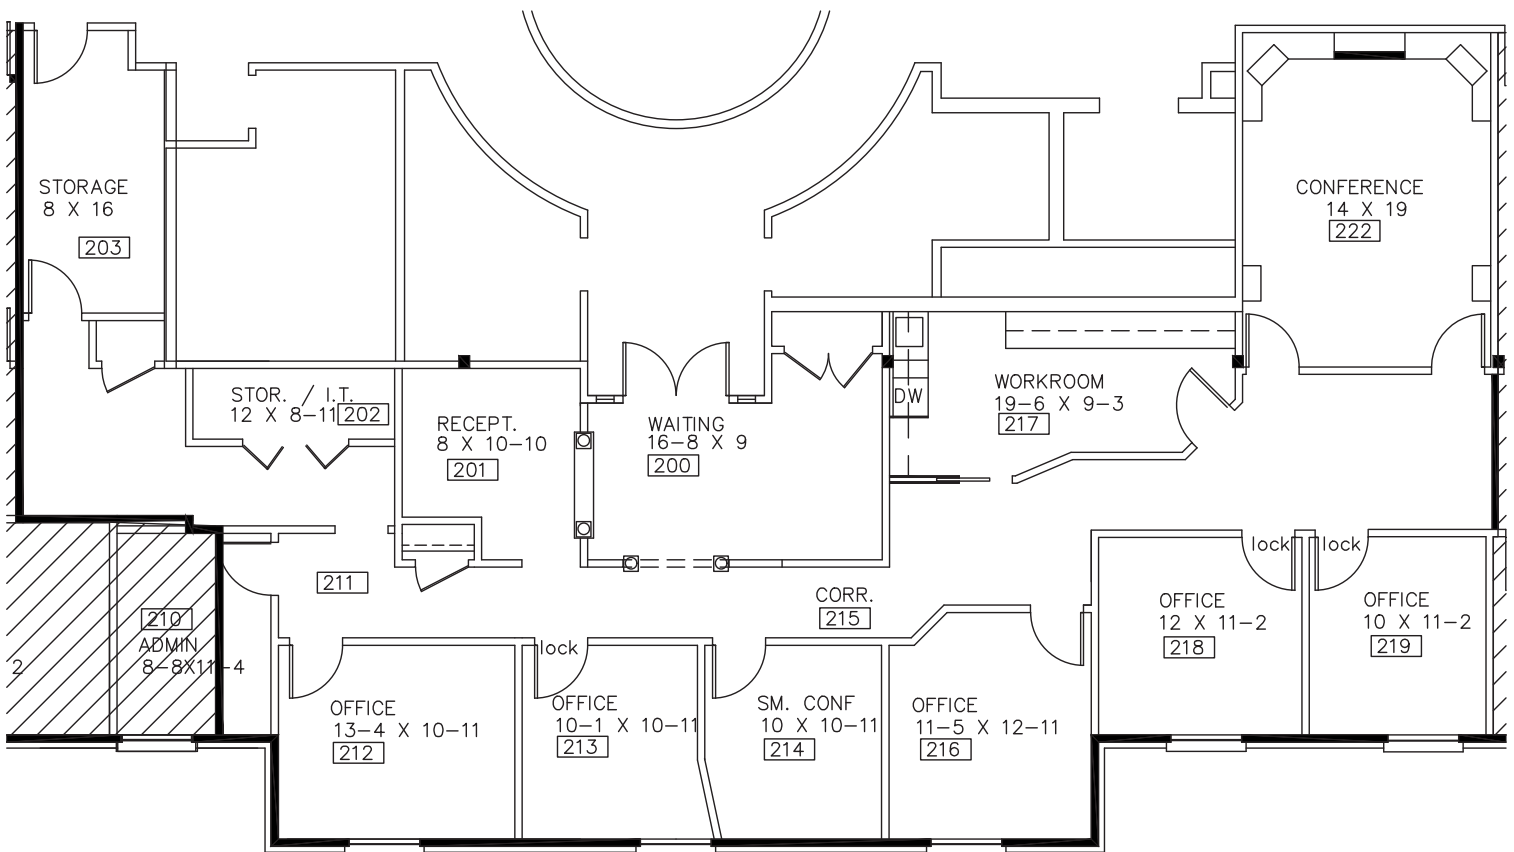 STORAGE
8 X 16
203
CONFERENCE
14 X 19
222
STOR. / I.T.
12 X 8-11
202
RECEPT.
8 X 10-10
201
WAITING
16-8 X 9
200
DW
WORKROOM
19-6 X 9-3
217
211
210
ADMIN
8-8X11-4
2
CORR.
215
lock
lock
OFFICE
12 X 11-2
218
OFFICE
10 X 11-2
219
lock
OFFICE
13-4 X 10-11
212
OFFICE
10-1 X 10-11
213
SM. CONF
10 X 10-11
214
OFFICE
11-5 X 12-11
216